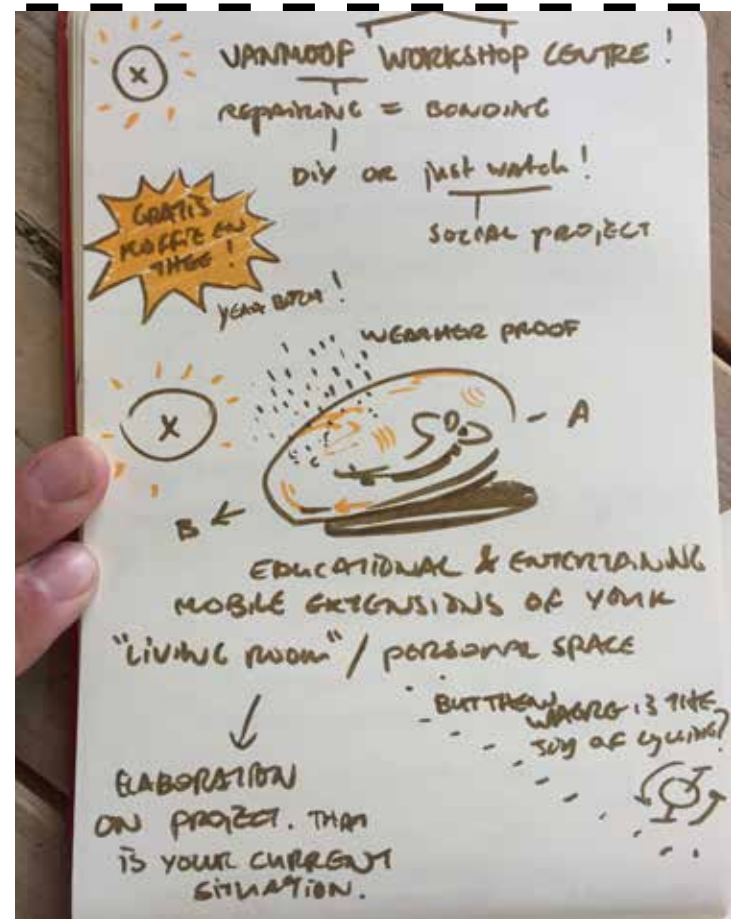 VANMOOF WORKSHOP CENTRE!
REPAIRING = BONDING
DIY OR just watch!
SOCIAL PROJECT
GRATIS
KOFFIE EN
THEE!
YEAH BITCH!
WEATHER PROOF
X
X
A
B
EDUCATIONAL & ENTERTAINING
MOBILE EXTENSIONS OF YOUR
"LIVING ROOM" / PERSONAL SPACE
BUT THEN
WHERE IS THE
JOY OF CYCLING?
ELABORATION
ON PROJECT. THAT
IS YOUR CURRENT
SITUATION.